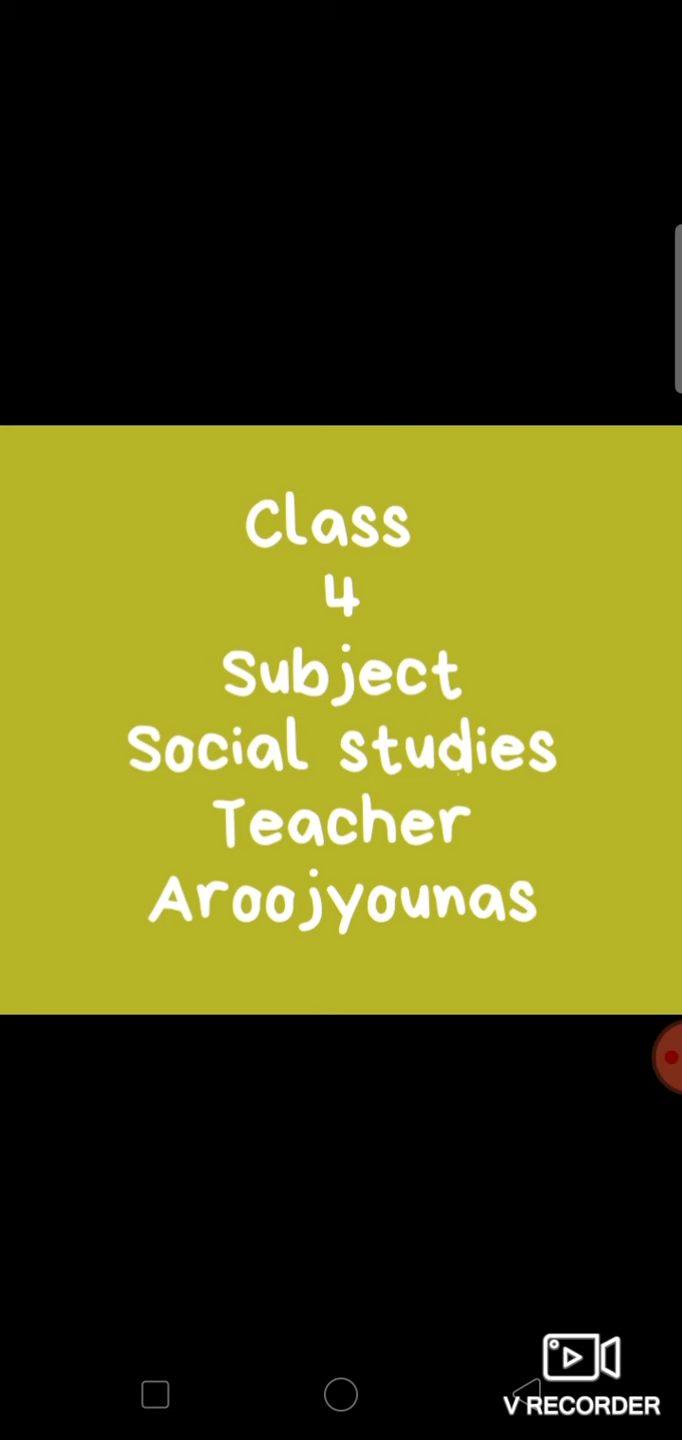 Class
4
Subject
Social studies
Teacher
Aroojyounas
V RECORDER